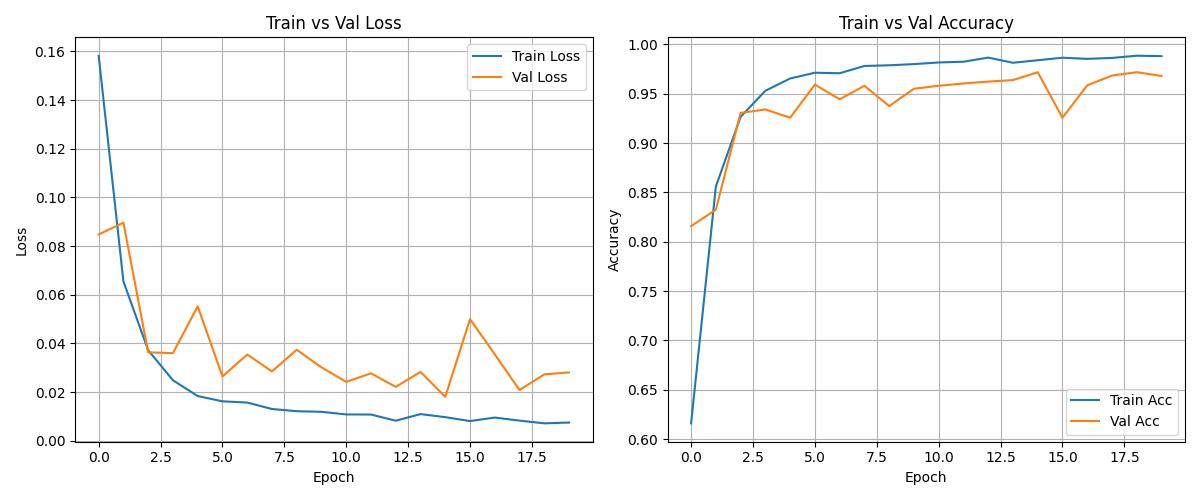 Train vs Val Loss
Train Loss
Val Loss
0.16
0.14
0.12
0.10
0.08
0.06
0.04
0.02
0.00
Loss
0.0 2.5 5.0 7.5 10.0 12.5 15.0 17.5
Epoch
Train vs Val Accuracy
1.00
0.95
0.90
0.85
0.80
0.75
0.70
0.65
0.60
Accuracy
Train Acc
Val Acc
0.0 2.5 5.0 7.5 10.0 12.5 15.0 17.5
Epoch